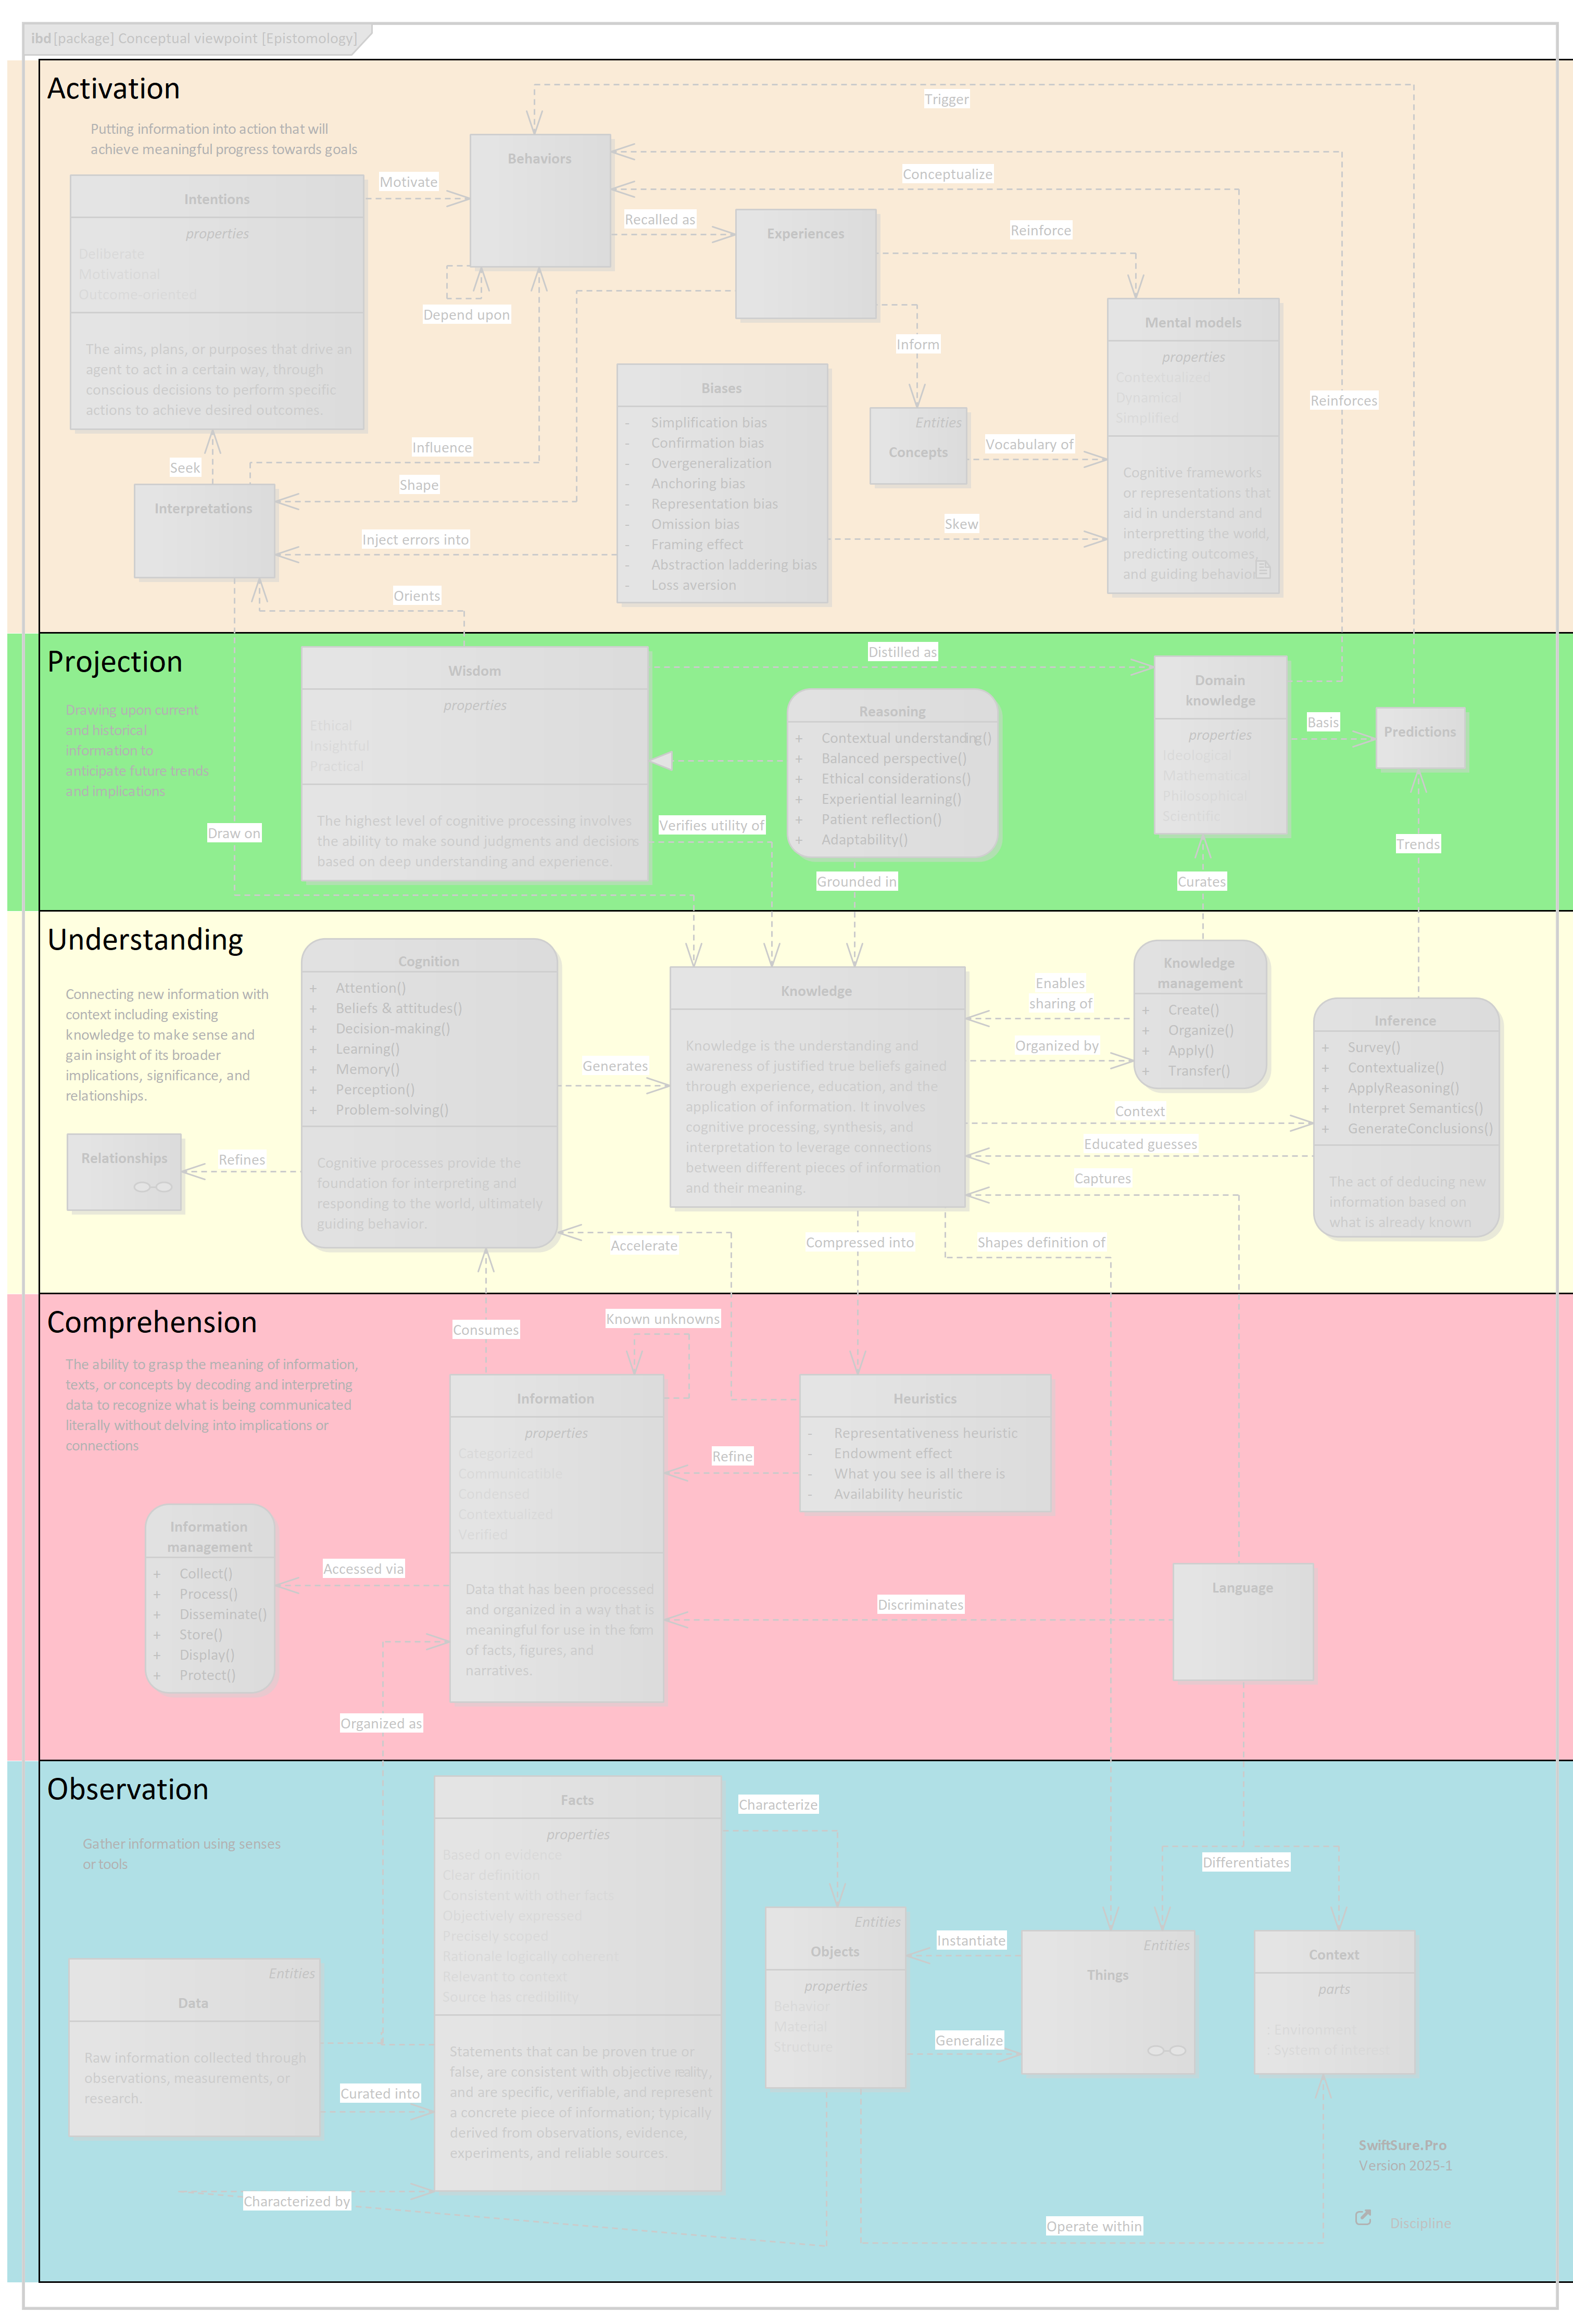 ibd [package] Conceptual viewpoint [Epistomology]
Activation
Putting information into action that will
achieve meaningful progress towards goals
Trigger
Behaviors
Motivate
Conceptualize
Intentions
properties
Deliberate
Motivational
Outcome-oriented
The aims, plans, or purposes that drive an
agent to act in a certain way, through
conscious decisions to perform specific
actions to achieve desired outcomes.
Recalled as
Experiences
Reinforce
Depend upon
Inform
Mental models
properties
Contextualized
Dynamical
Simplified
Cognitive frameworks
or representations that
aid in understand and
interpretting the world,
predicting outcomes,
and guiding behavior
Reinforces
Biases
- Simplification bias
- Confirmation bias
- Overgeneralization
- Anchoring bias
- Representation bias
- Omission bias
- Framing effect
- Abstraction laddering bias
- Loss aversion
Entities
Concepts
Vocabulary of
Influence
Seek
Shape
Interpretations
Skew
Inject errors into
Orients
Projection
Drawing upon current
and historical
information to
anticipate future trends
and implications
Distilled as
Wisdom
properties
Ethical
Insightful
Practical
The highest level of cognitive processing involves
the ability to make sound judgments and decisions
based on deep understanding and experience.
Reasoning
+ Contextual understanding()
+ Balanced perspective()
+ Ethical considerations()
+ Experiential learning()
+ Patient reflection()
+ Adaptability()
Domain
knowledge
properties
Ideological
Mathematical
Philosophical
Scientific
Basis
Predictions
Draw on
Verifies utility of
Trends
Grounded in
Curates
Understanding
Connecting new information with
context including existing
knowledge to make sense and
gain insight of its broader
implications, significance, and
relationships.
Cognition
+ Attention()
+ Beliefs & attitudes()
+ Decision-making()
+ Learning()
+ Memory()
+ Perception()
+ Problem-solving()
Cognitive processes provide the
foundation for interpreting and
responding to the world, ultimately
guiding behavior.
Generates
Knowledge
Knowledge is the understanding and
awareness of justified true beliefs gained
through experience, education, and the
application of information. It involves
cognitive processing, synthesis, and
interpretation to leverage connections
between different pieces of information
and their meaning.
Enables
sharing of
Organized by
Knowledge
management
+ Create()
+ Organize()
+ Apply()
+ Transfer()
Inference
+ Survey()
+ Contextualize()
+ ApplyReasoning()
+ Interpret Semantics()
+ GenerateConclusions()
The act of deducing new
information based on
what is already known
Context
Educated guesses
Captures
Relationships
Refines
Accelerate
Compressed into
Shapes definition of
Comprehension
The ability to grasp the meaning of information,
texts, or concepts by decoding and interpreting
data to recognize what is being communicated
literally without delving into implications or
connections
Consumes
Known unknowns
Information
properties
Categorized
Communicatible
Condensed
Contextualized
Verified
Data that has been processed
and organized in a way that is
meaningful for use in the form
of facts, figures, and
narratives.
Heuristics
- Representativeness heuristic
- Endowment effect
- What you see is all there is
- Availability heuristic
Refine
Information
management
+ Collect()
+ Process()
+ Disseminate()
+ Store()
+ Display()
+ Protect()
Accessed via
Language
Discriminates
Organized as
Observation
Gather information using senses
or tools
Facts
properties
Based on evidence
Clear definition
Consistent with other facts
Objectively expressed
Precisely scoped
Rationale logically coherent
Relevant to context
Source has credibility
Statements that can be proven true or
false, are consistent with objective reality,
and are specific, verifiable, and represent
a concrete piece of information; typically
derived from observations, evidence,
experiments, and reliable sources.
Characterize
Differentiates
Entities
Objects
properties
Behavior
Material
Structure
Instantiate
Generalize
Entities
Things
Context
parts
: Environment
: System of interest
Entities
Data
Raw information collected through
observations, measurements, or
research.
Curated into
Characterized by
Operate within
SwiftSure.Pro
Version 2025-1
Discipline